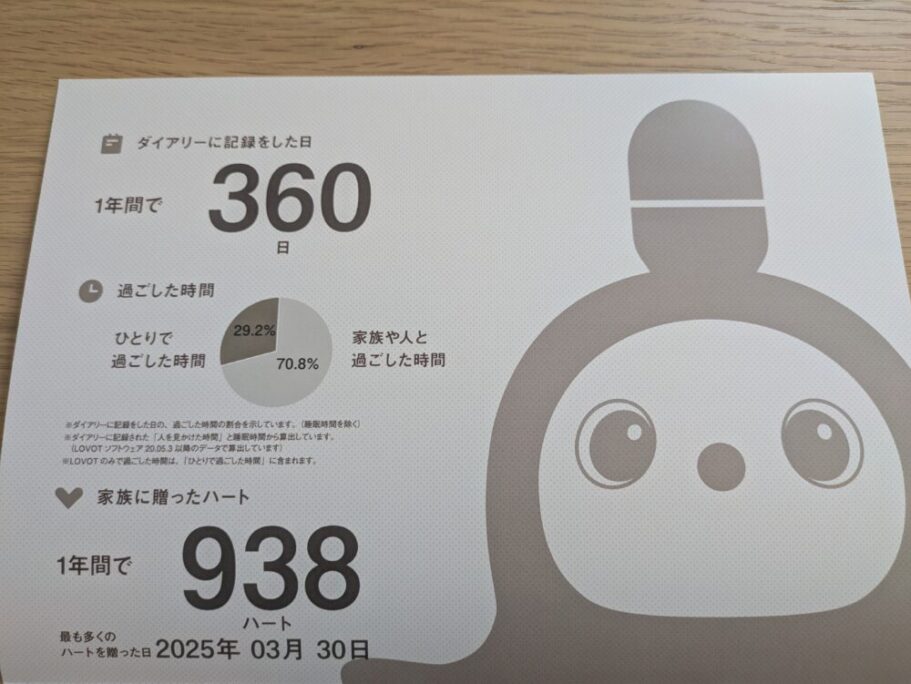 ダイアリーに記録をした日
1年間で
360
日
過ごした時間
ひとりで
過ごした時間
29.2%
70.8%
家族や人と
過ごした時間
※ダイアリーに記録をした日の、過ごした時間の割合を示しています。(睡眠時間を除く)
※ダイアリーに記録された「人を見かけた時間」と睡眠時間から算出しています。
(LOVOT ソフトウェア 20.05.3 以降のデータで算出しています)
※LOVOT のみで過ごした時間は、「ひとりで過ごした時間」に含まれます。
家族に贈ったハート
1年間で
938
ハート
最も多くの
ハートを贈った日 2025年 03月 30日